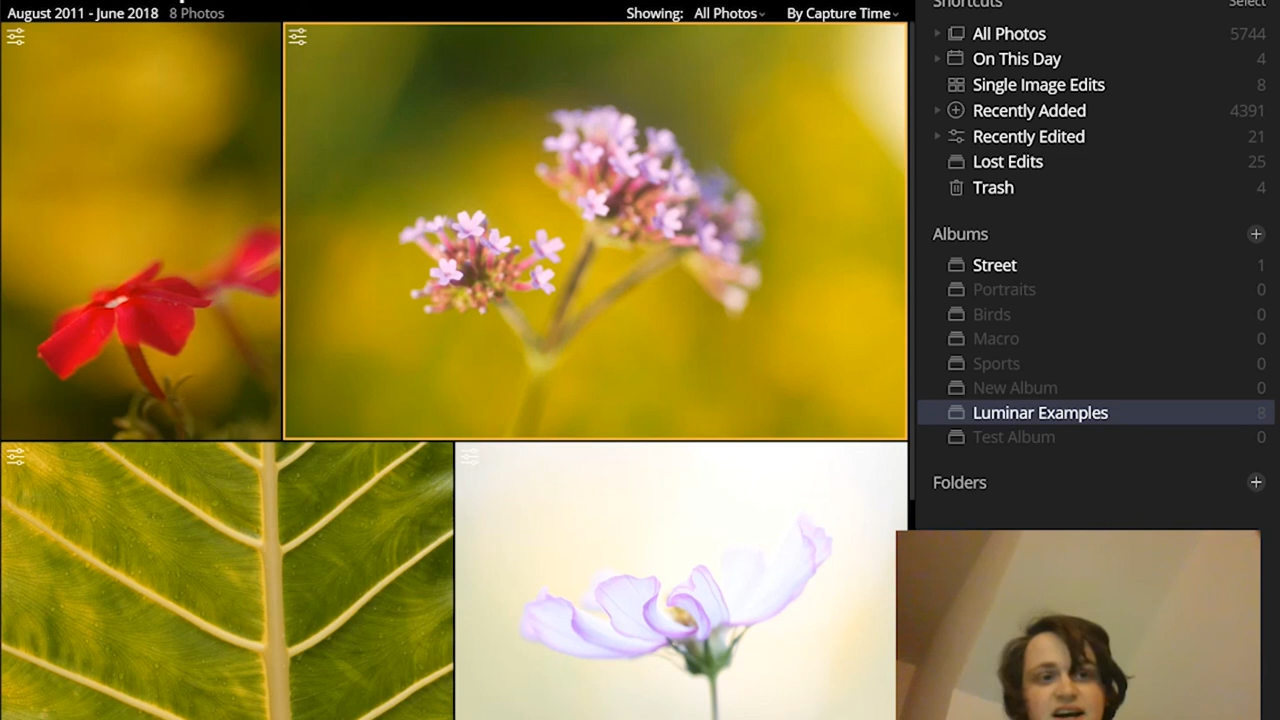 August 2011 - June 2018 8 Photos
Showing: All Photos By Capture Time
Shortcuts Select
All Photos 5744
On This Day 4
Single Image Edits 8
Recently Added 4391
Recently Edited 21
Lost Edits 25
Trash 4
Albums
Street 1
Portraits 0
Birds 0
Macro 0
Sports 0
New Album 0
Luminar Examples 8
Test Album 0
Folders